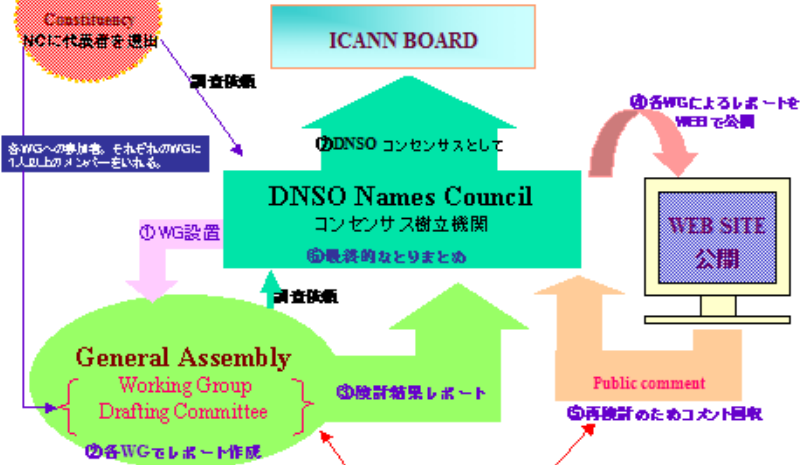 Constituency
NCに代表者を選出
ICANN BOARD
調査依頼
④各WGによるレポートを
WEBで公開
各WGへの参加者。それぞれのWGに
1人以上のメンバーをいれる。
DNSO コンセンサスとして
DNSO Names Council
コンセンサス樹立機関
最終的なとりまとめ
①WG設置
WEB SITE
公開
調査依頼
General Assembly
Working Group
Drafting Committee
②各WGでレポート作成
③検討結果レポート
Public comment
⑤再検討のためコメント回収